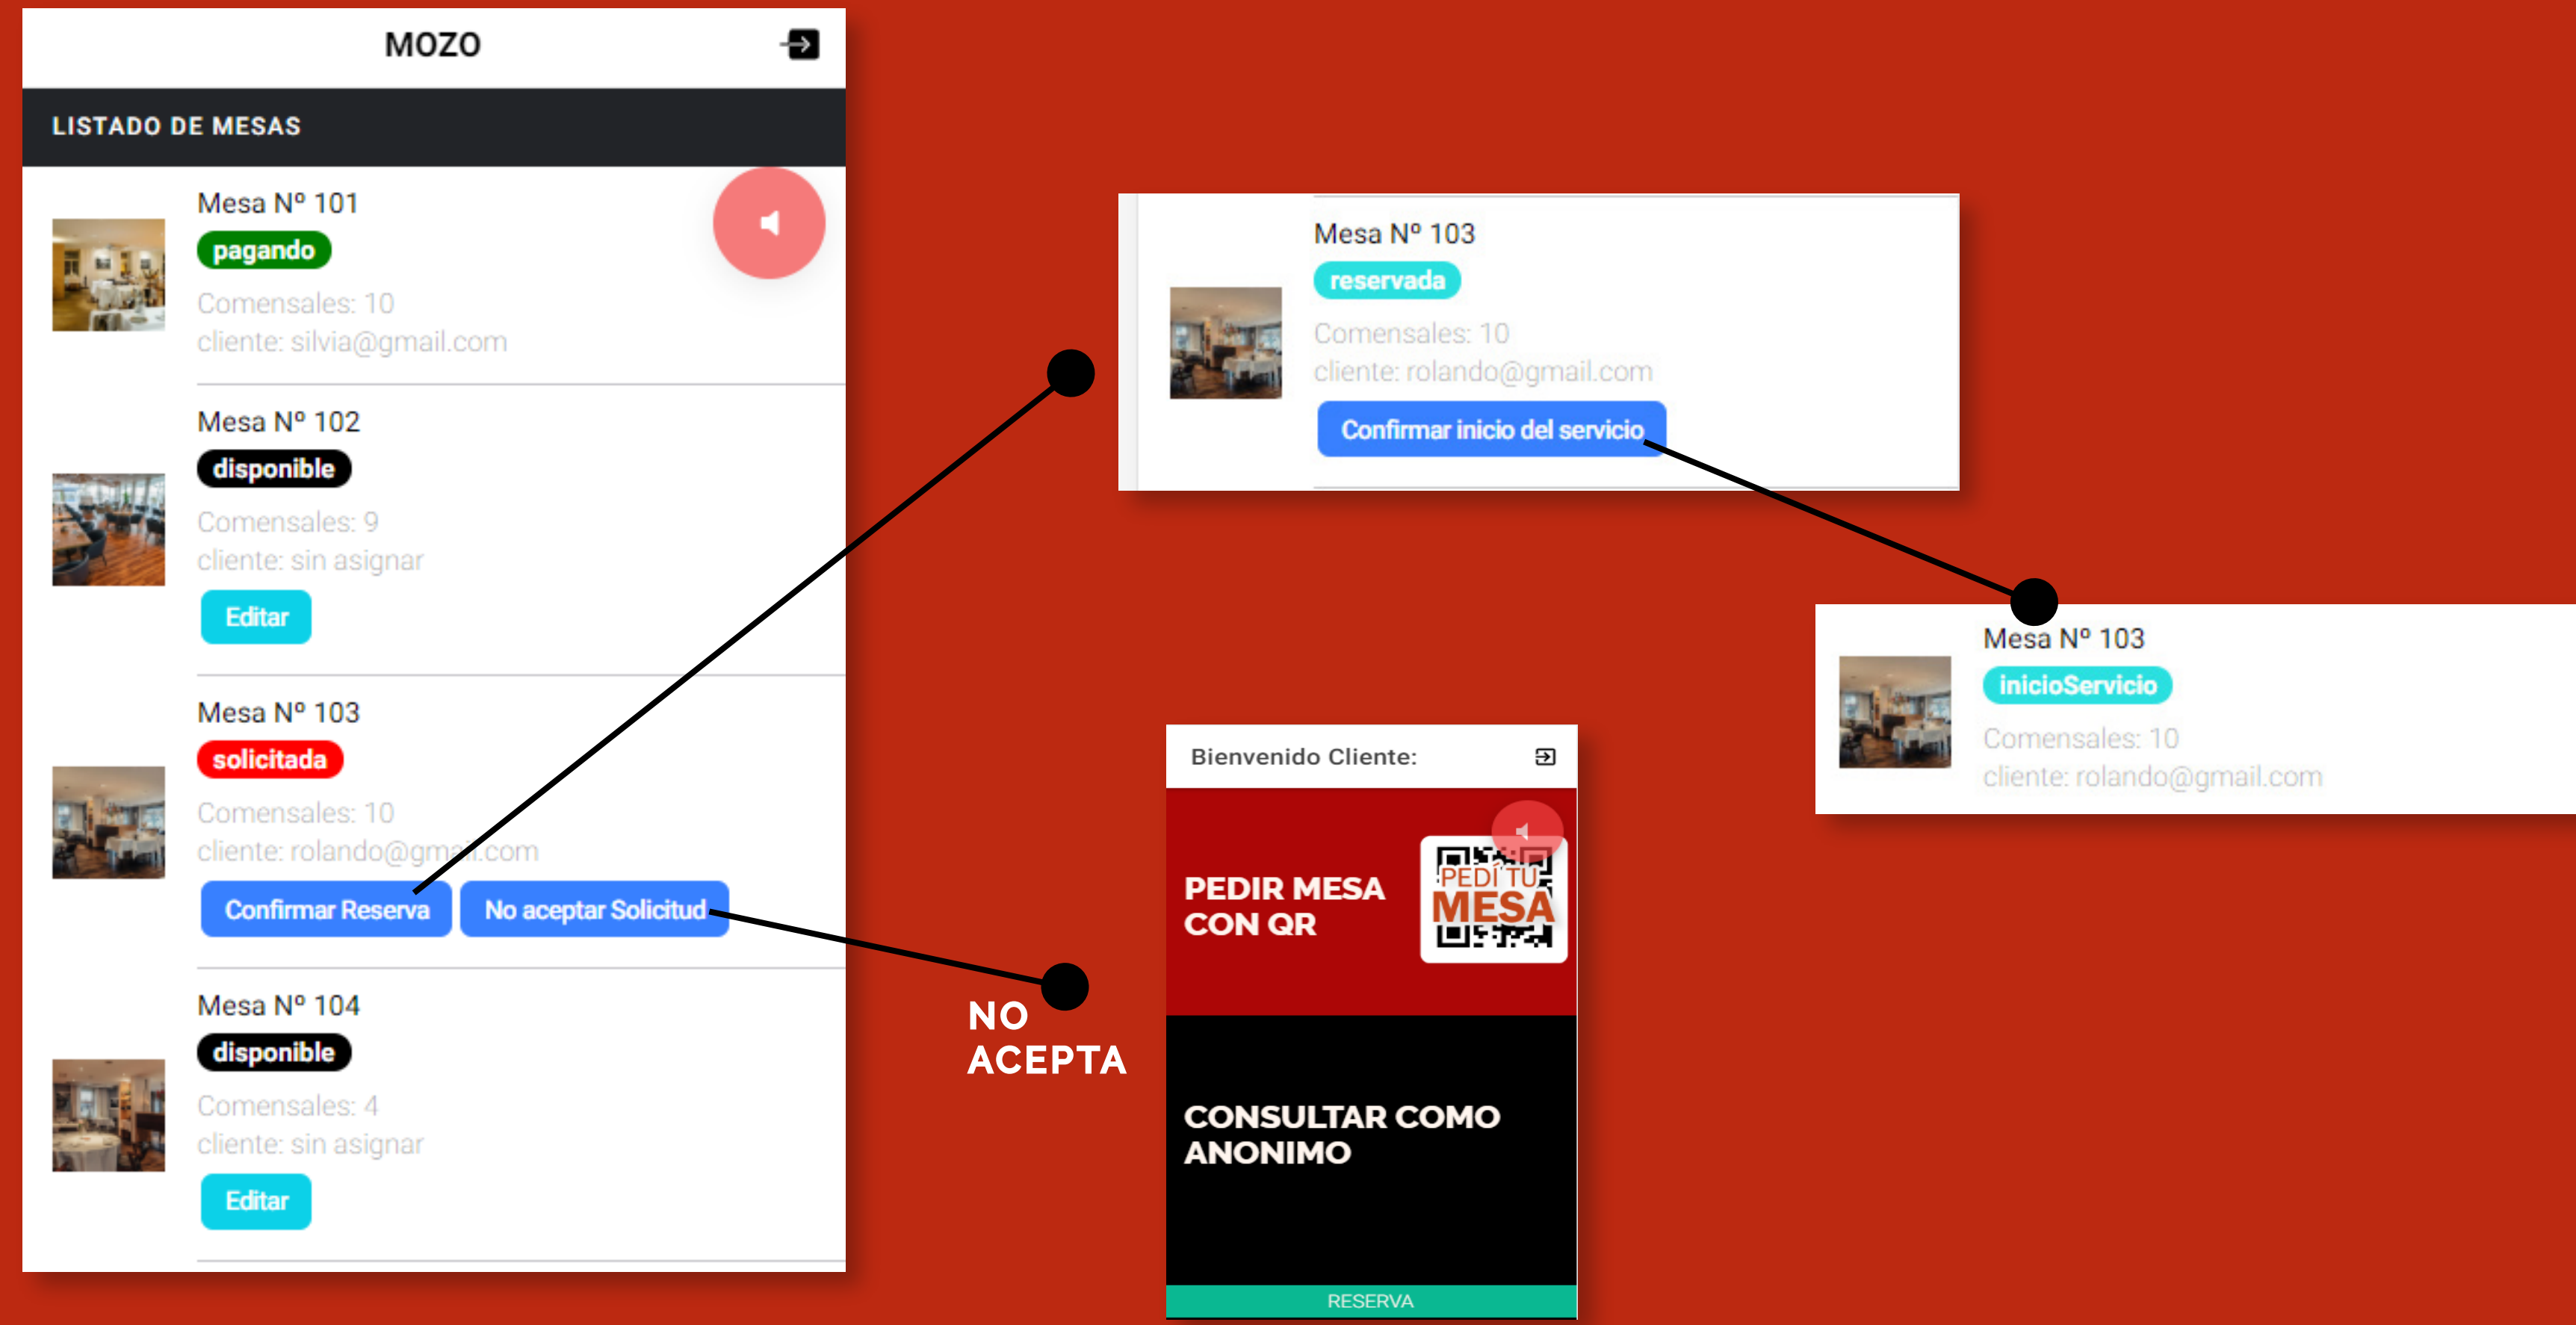 MOZO
LISTADO DE MESAS
Mesa Nº 101
pagando
Comensales: 10
cliente: silvia@gmail.com
Mesa Nº 102
disponible
Comensales: 9
cliente: sin asignar
Editar
Mesa Nº 103
solicitada
Comensales: 10
cliente: rolando@gmail.com
Confirmar Reserva
No aceptar Solicitud
Mesa Nº 104
disponible
Comensales: 4
cliente: sin asignar
Editar
Mesa Nº 103
reservada
Comensales: 10
cliente: rolando@gmail.com
Confirmar inicio del servicio
Mesa Nº 103
inicioServicio
Comensales: 10
cliente: rolando@gmail.com
NO
ACEPTA
Bienvenido Cliente:
PEDIR MESA
CON QR
PEDÍ TU
MESA
CONSULTAR COMO
ANONIMO
RESERVA